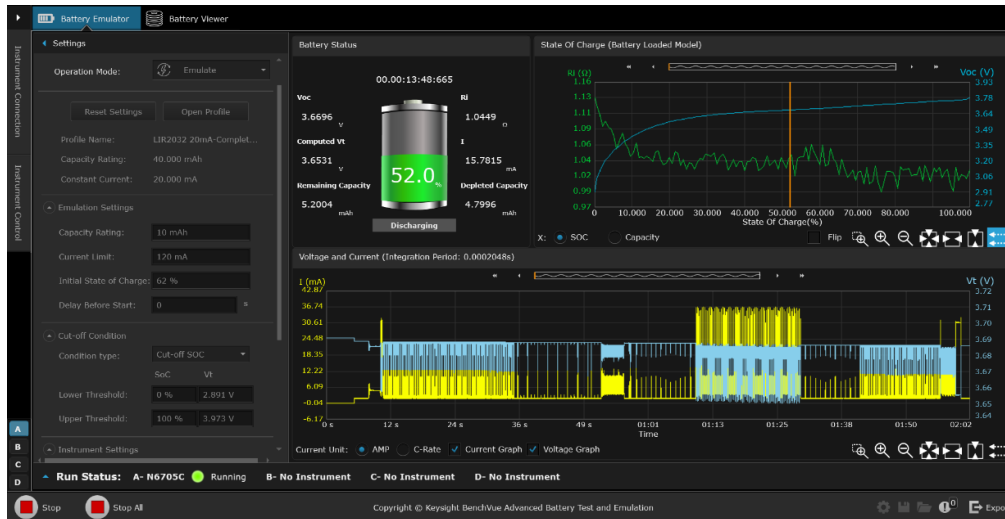 Battery Emulator
Battery Viewer
Instrument Connection
Instrument Control
Settings
Operation Mode: Emulate
Reset Settings Open Profile
Profile Name: LIR2032 20mA-Complet...
Capacity Rating: 40.000 mAh
Constant Current: 20.000 mA
Emulation Settings
Capacity Rating: 10 mAh
Current Limit: 120 mA
Initial State of Charge: 62 %
Delay Before Start: 0 s
Cut-off Condition
Condition type: Cut-off SOC
SoC Vt
Lower Threshold: 0 % 2.891 V
Upper Threshold: 100 % 3.973 V
Instrument Settings
Battery Status
00.00:13:48:665
Voc
3.6696 V
Computed Vt
3.6531 V
Remaining Capacity
5.2004 mAh
52.0 %
Discharging
Ri
1.0449 Ω
I
15.7815 mA
Depleted Capacity
4.7996 mAh
State Of Charge (Battery Loaded Model)
Ri (Ω)
Voc (V)
1.16
1.13
1.11
1.09
1.06
1.04
1.02
0.99
0.97
3.93
3.78
3.64
3.49
3.35
3.20
3.06
2.91
2.77
0 10.000 20.000 30.000 40.000 50.000 60.000 70.000 80.000 100.000
State Of Charge(%)
X: SOC Capacity Flip
Voltage and Current (Integration Period: 0.0002048s)
I (mA)
Vt (V)
42.87
36.74
30.61
24.48
18.35
12.22
6.09
-0.04
-6.17
3.72
3.71
3.70
3.69
3.68
3.66
3.65
3.64
0 s 12 s 24 s 36 s 49 s 01:01 01:13 01:25 01:38 01:50 02:02
Time
Current Unit: AMP C-Rate Current Graph Voltage Graph
A
B
C
D
Run Status: A- N6705C Running B- No Instrument C- No Instrument D- No Instrument
Stop Stop All Copyright © Keysight BenchVue Advanced Battery Test and Emulation 0 Expo